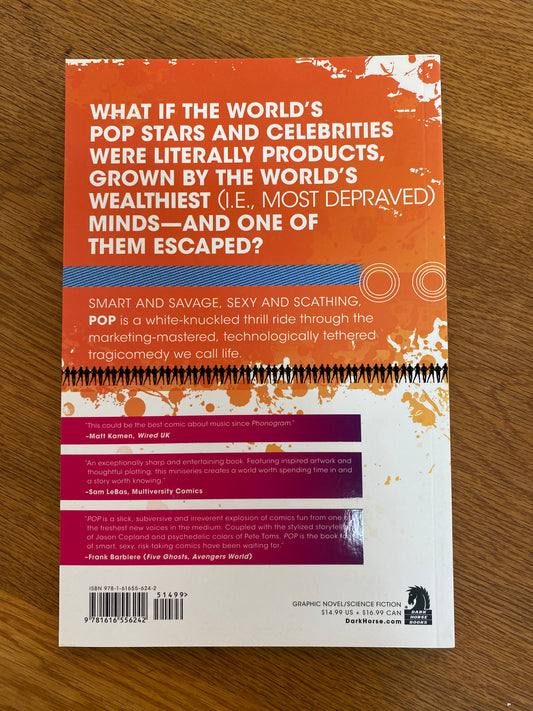 WHAT IF THE WORLD'S
POP STARS AND CELEBRITIES
WERE LITERALLY PRODUCTS,
GROWN BY THE WORLD'S
WEALTHIEST (I.E., MOST DEPRAVED)
MINDS—AND ONE OF
THEM ESCAPED?
SMART AND SAVAGE, SEXY AND SCATHING,
POP is a white-knuckled thrill ride through the
marketing-mastered, technologically tethered
tragicomedy we call life.
"This could be the best comic about music since Phonogram."
–Matt Kamen, Wired UK
"An exceptionally sharp and entertaining book. Featuring inspired artwork and
thoughtful plotting, this miniseries creates a world worth spending time in and
a story worth knowing."
–Sam LeBas, Multiversity Comics
"POP is a slick, subversive and irreverent explosion of comics fun from one of
the freshest new voices in the medium. Coupled with the stylized storytelling
of Jason Copland and psychedelic colors of Pete Toms, POP is the book fans
of smart, sexy, risk-taking comics have been waiting for."
–Frank Barbiere (Five Ghosts, Avengers World)
ISBN 978-1-61655-624-2
51499
9 781616 556242
GRAPHIC NOVEL/SCIENCE FICTION
$14.99 US • $16.99 CAN
DarkHorse.com
DARK
HORSE
BOOKS